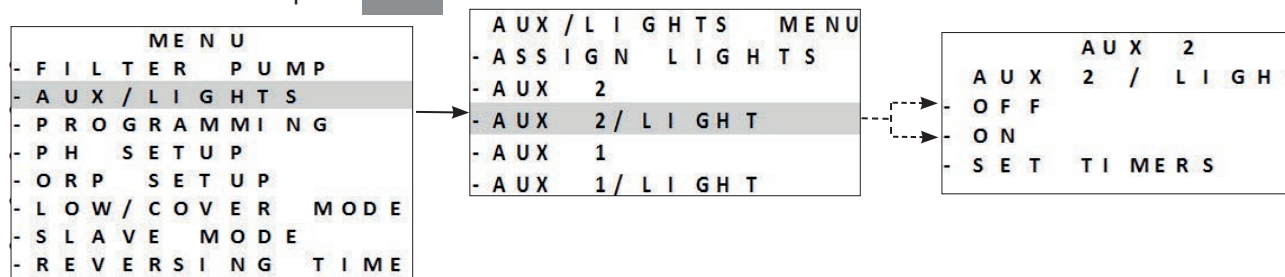 MENU
- FILTER PUMP
- AUX/LIGHTS
- PROGRAMMING
- PH SETUP
- ORP SETUP
- LOW/COVER MODE
- SLAVE MODE
- REVERSING TIME
AUX/LIGHTS MENU
- ASSIGN LIGHTS
- AUX 2
- AUX 2/LIGHT
- AUX 1
- AUX 1/LIGHT
AUX 2
AUX 2 / LIGH
- OFF
- ON
- SET TIMERS